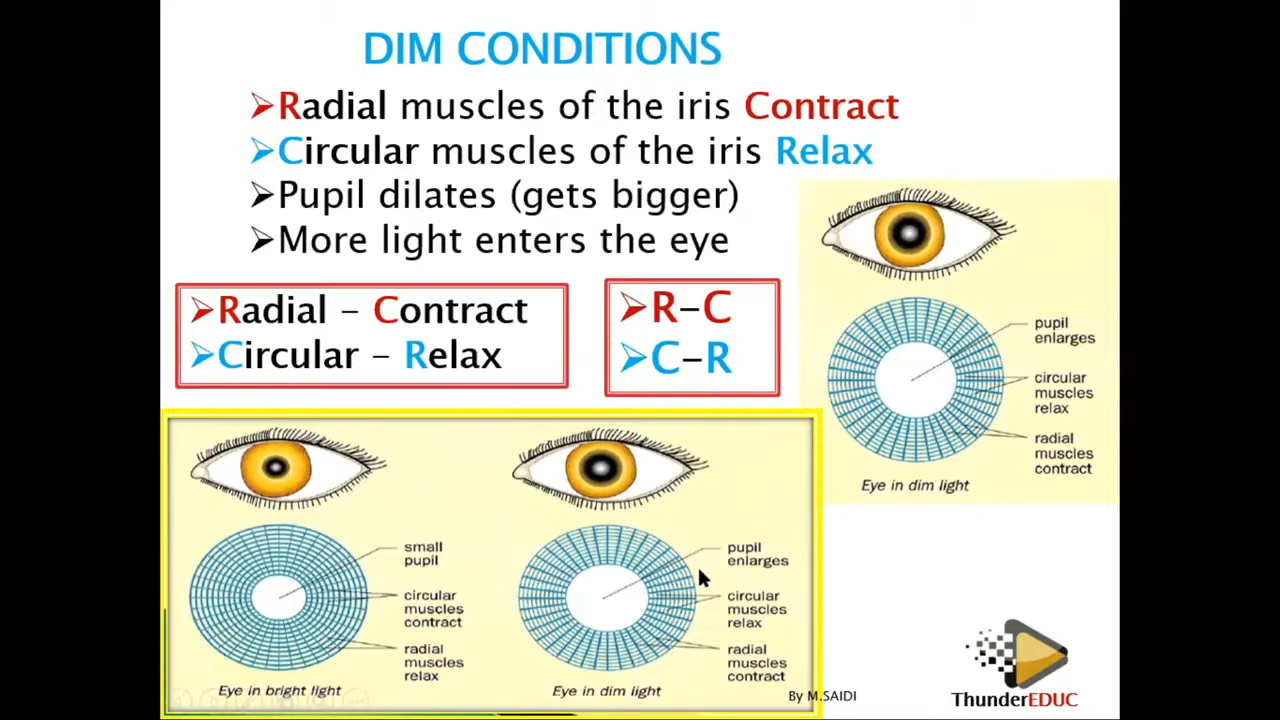 DIM CONDITIONS
➢Radial muscles of the iris Contract
➢Circular muscles of the iris Relax
➢Pupil dilates (gets bigger)
➢More light enters the eye
➢Radial – Contract
➢Circular – Relax
➢R–C
➢C–R
pupil
enlarges
circular
muscles
relax
radial
muscles
contract
Eye in dim light
small
pupil
circular
muscles
contract
radial
muscles
relax
Eye in bright light
pupil
enlarges
circular
muscles
relax
radial
muscles
contract
Eye in dim light
By M.SAIDI
ThunderEDUC